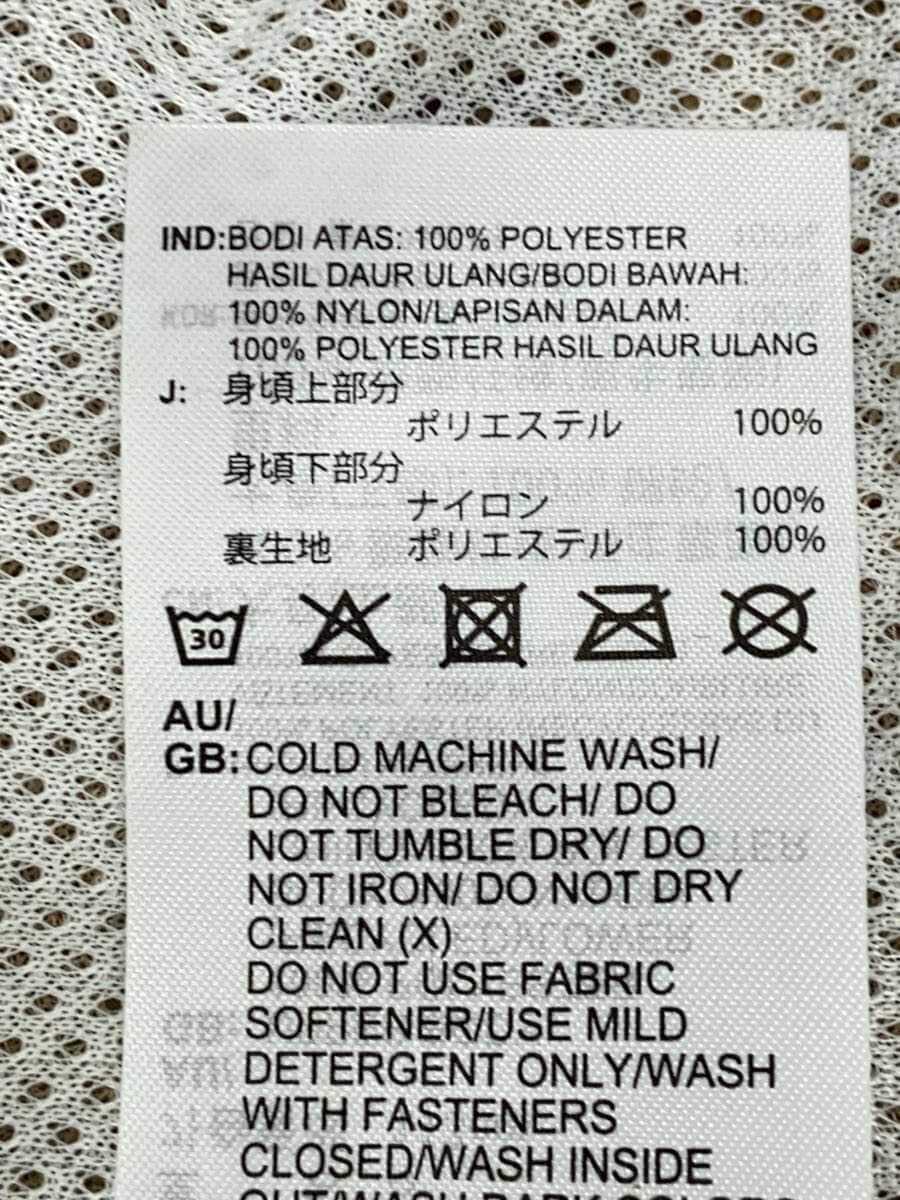 IND:BODI ATAS: 100% POLYESTER
HASIL DAUR ULANG/BODI BAWAH:
100% NYLON/LAPISAN DALAM:
100% POLYESTER HASIL DAUR ULANG
J: 身頃上部分
ポリエステル 100%
身頃下部分
ナイロン 100%
裏生地 ポリエステル 100%
30
AU/
GB: COLD MACHINE WASH/
DO NOT BLEACH/ DO
NOT TUMBLE DRY/ DO
NOT IRON/ DO NOT DRY
CLEAN (X)
DO NOT USE FABRIC
SOFTENER/USE MILD
DETERGENT ONLY/WASH
WITH FASTENERS
CLOSED/WASH INSIDE